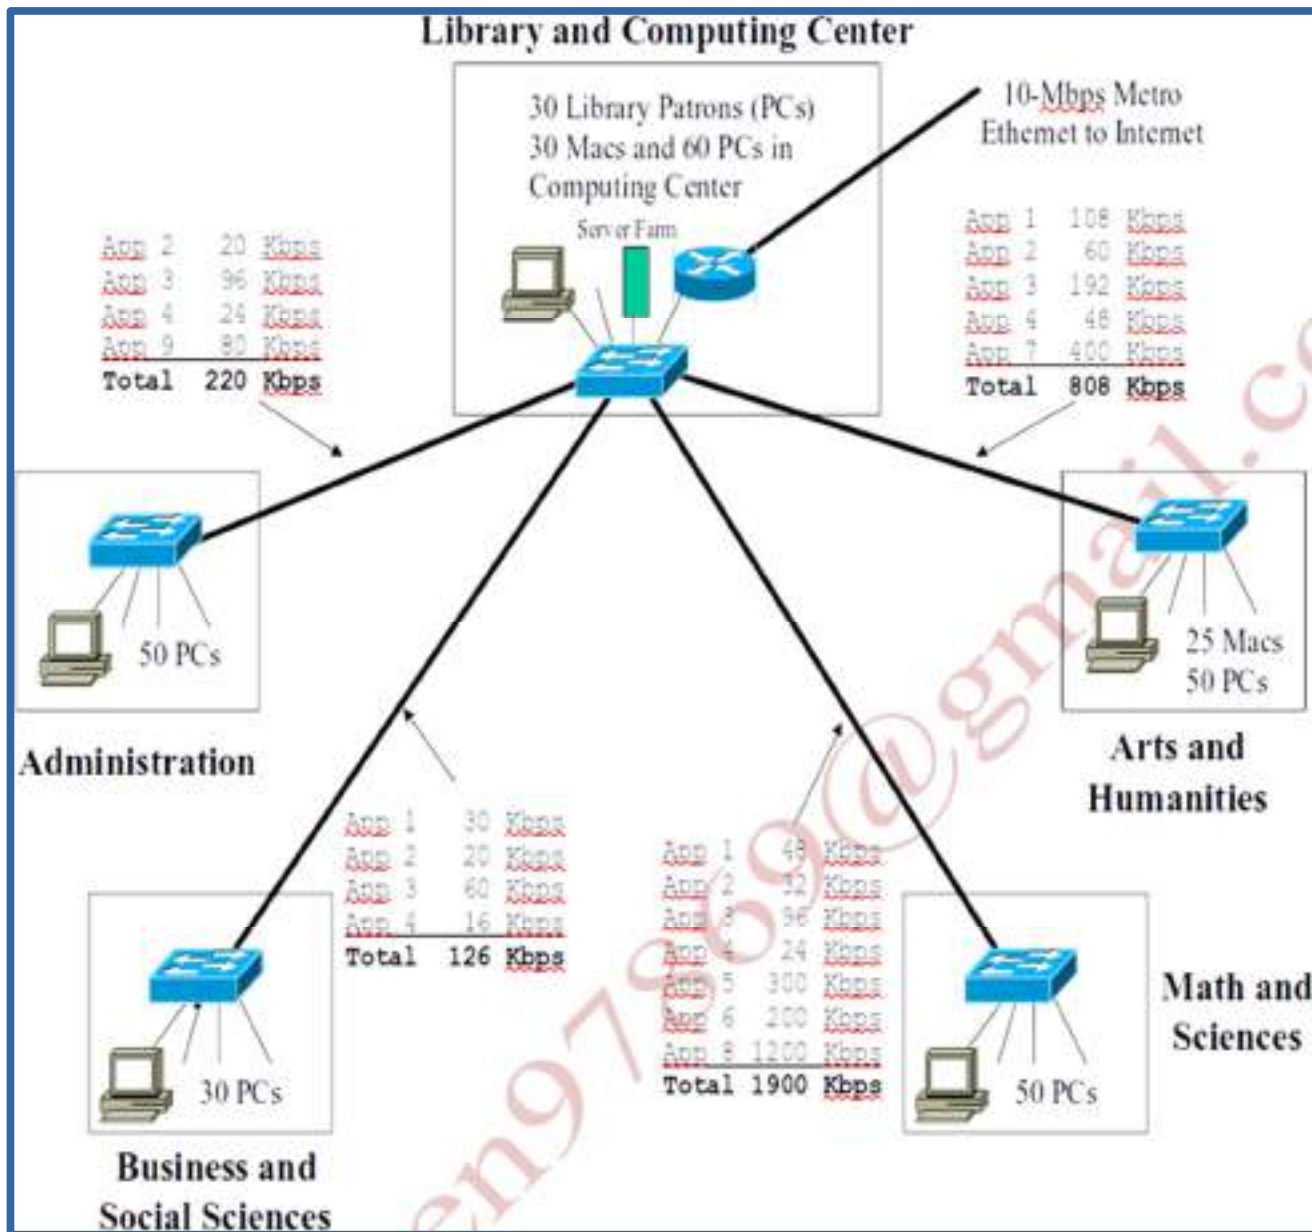 Library and Computing Center
30 Library Patrons (PCs)
30 Macs and 60 PCs in
Computing Center
Server Farm
10-Mbps Metro
Ethernet to Internet
App 2 20 Kbps
App 3 96 Kbps
App 4 24 Kbps
App 9 80 Kbps
Total 220 Kbps
App 1 108 Kbps
App 2 60 Kbps
App 3 192 Kbps
App 4 48 Kbps
App 7 400 Kbps
Total 808 Kbps
50 PCs
Administration
25 Macs
50 PCs
Arts and
Humanities
App 1 30 Kbps
App 2 20 Kbps
App 3 60 Kbps
App 4 16 Kbps
Total 126 Kbps
App 1 48 Kbps
App 2 32 Kbps
App 3 96 Kbps
App 4 24 Kbps
App 5 300 Kbps
App 6 200 Kbps
App 8 1200 Kbps
Total 1900 Kbps
30 PCs
Business and
Social Sciences
50 PCs
Math and
Sciences
en97869@gmail.co